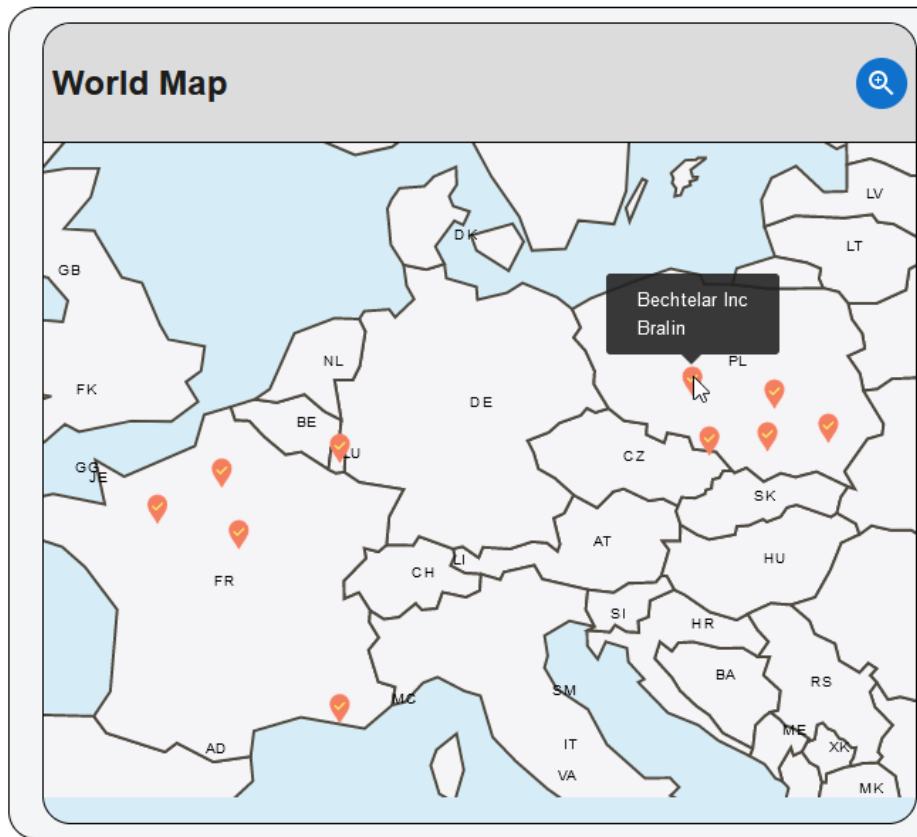 World Map
LV
DK
LT
GB
Bechtelar Inc
Bralin
NL
PL
FK
DE
BE
LU
CZ
GG
JE
SK
AT
LI
HU
CH
FR
SI
HR
BA
RS
SM
MC
ME
IT
AD
XK
VA
MK